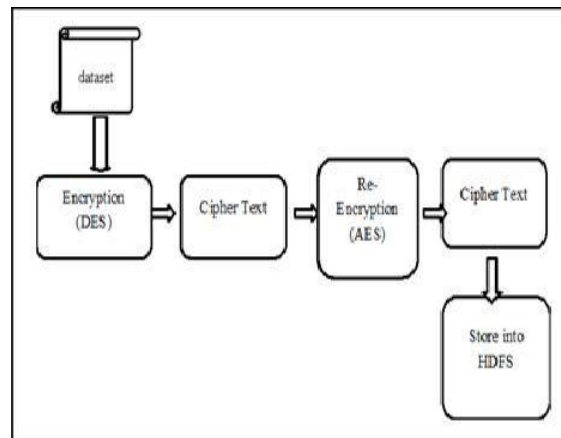 dataset
Encryption
(DES)
Cipher Text
Re-
Encryption
(AES)
Cipher Text
Store into
HDFS